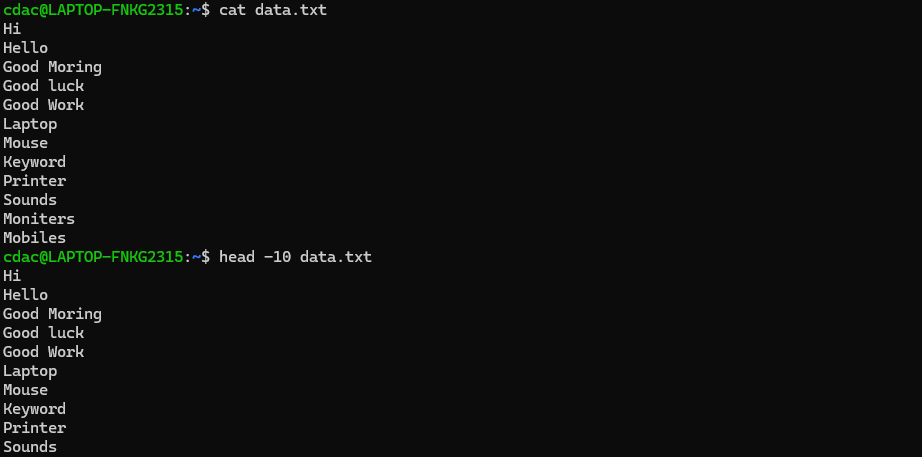 cdac@LAPTOP-FNKG2315:~$ cat data.txt
Hi
Hello
Good Moring
Good luck
Good Work
Laptop
Mouse
Keyword
Printer
Sounds
Moniters
Mobiles
cdac@LAPTOP-FNKG2315:~$ head -10 data.txt
Hi
Hello
Good Moring
Good luck
Good Work
Laptop
Mouse
Keyword
Printer
Sounds